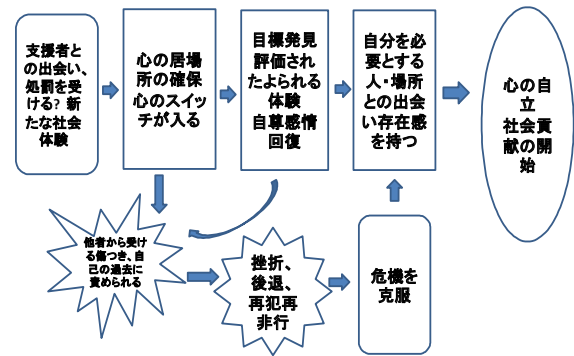 支援者と
の出会い、
処罰を受
ける? 新
たな社会
体験
心の居場
所の確保
心のスイッ
チが入る
目標発見
評価され
たよられる
体験
自尊感情
回復
自分を必
要とする
人・場所
との出会
い存在感
を持つ
心の自
立
社会貢
献の開
始
他者から受け
る傷つき、自
己の過去に
責められる
挫折、
後退、
再犯再
非行
危機を
克服